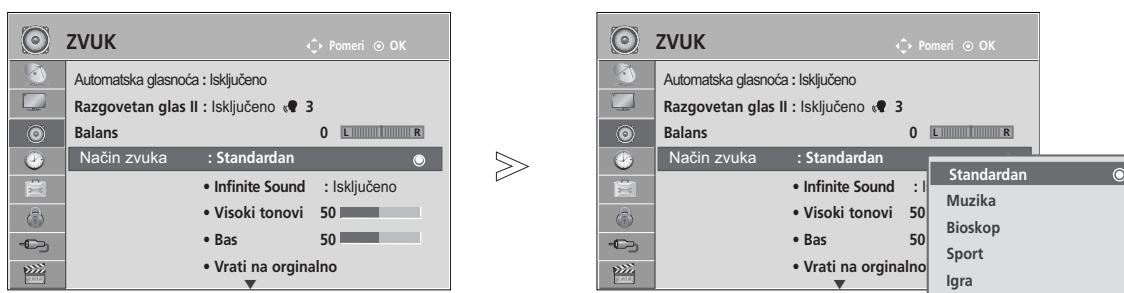 ZVUK
Pomeri OK
Automatska glasnoća : Isključeno
Razgovetan glas II : Isključeno 3
Balans 0 L R
Način zvuka : Standardan
• Infinite Sound : Isključeno
• Visoki tonovi 50
• Bas 50
• Vrati na orginalno
ZVUK
Pomeri OK
Automatska glasnoća : Isključeno
Razgovetan glas II : Isključeno 3
Balans 0 L R
Način zvuka : Standardan
• Infinite Sound :
• Visoki tonovi 50
• Bas 50
• Vrati na orginalno
Standardan
Muzika
Bioskop
Sport
Igra